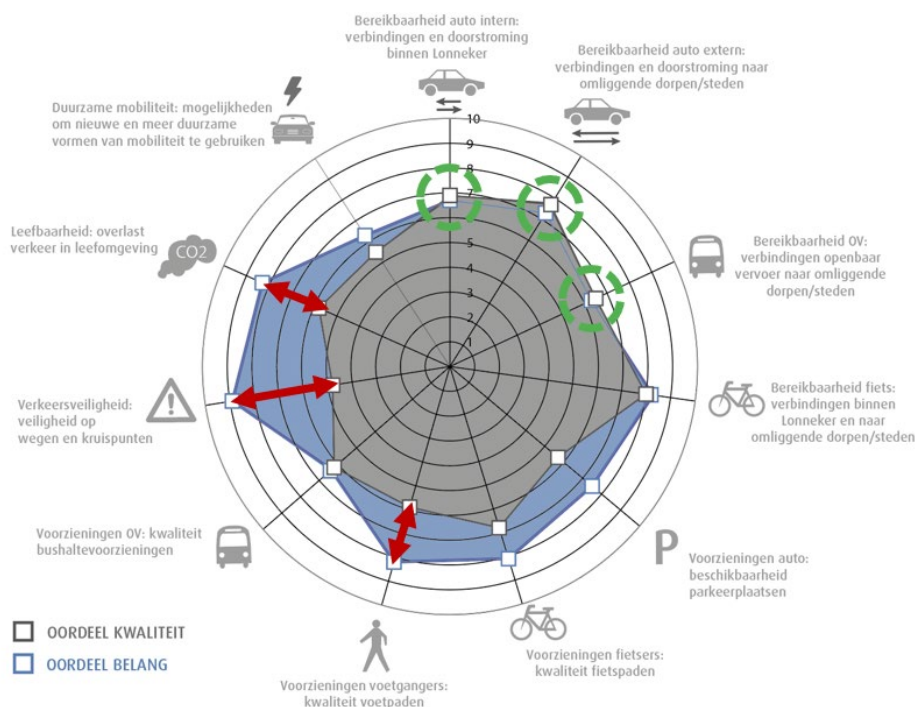 Bereikbaarheid auto intern:
verbindingen en doorstroming
binnen Lonneker
Bereikbaarheid auto extern:
verbindingen en doorstroming naar
omliggende dorpen/steden
Duurzame mobiliteit: mogelijkheden
om nieuwe en meer duurzame
vormen van mobiliteit te gebruiken
10
9
8
7
6
5
4
3
2
1
Leefbaarheid: overlast
verkeer in leefomgeving
CO2
Bereikbaarheid OV:
verbindingen openbaar
vervoer naar omliggende
dorpen/steden
Verkeersveiligheid:
veiligheid op
wegen en kruispunten
Bereikbaarheid fiets:
verbindingen binnen
Lonneker en naar
omliggende dorpen/steden
Voorzieningen OV: kwaliteit
bushaltevoorzieningen
P
Voorzieningen auto:
beschikbaarheid
parkeerplaatsen
Voorzieningen fietsers:
kwaliteit fietspaden
Voorzieningen voetgangers:
kwaliteit voetpaden
OORDEEL KWALITEIT
OORDEEL BELANG